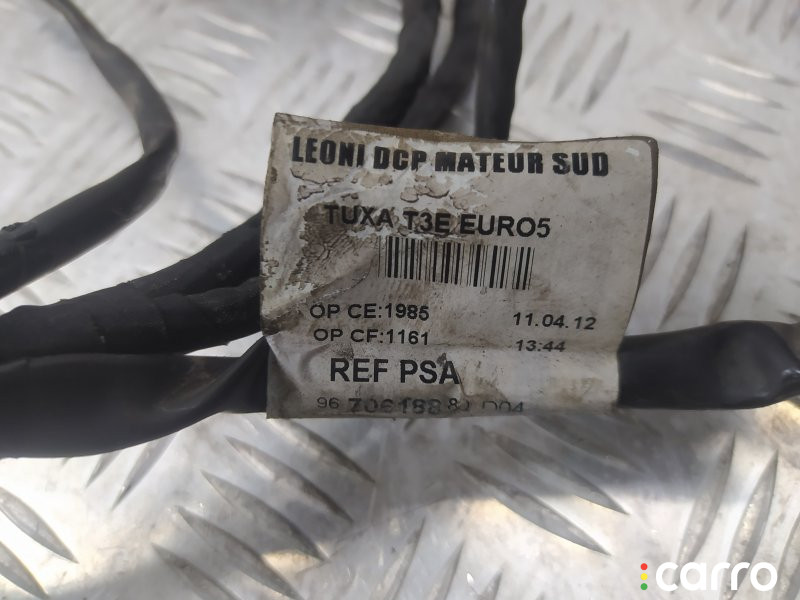 LEONI DCP MATEUR SUD
TUXA T3E EURO5
OP CE:1985 11.04.12
OP CF:1161 13:44
REF PSA
96
carro